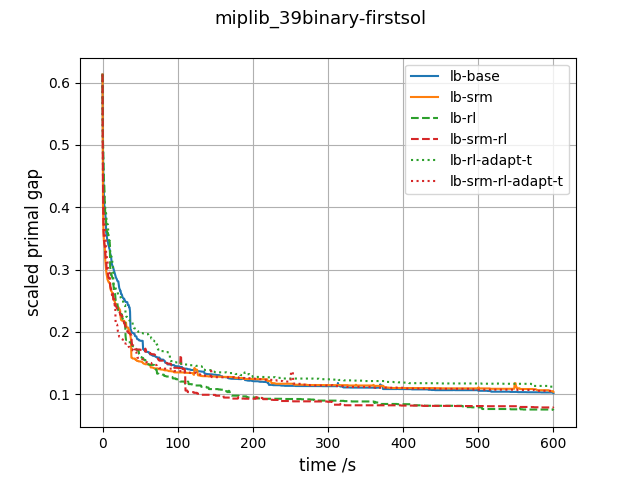 miplib_39binary-firstsol
scaled primal gap
0.6
0.5
0.4
0.3
0.2
0.1
lb-base
lb-srm
lb-rl
lb-srm-rl
lb-rl-adapt-t
lb-srm-rl-adapt-t
0 100 200 300 400 500 600
time /s